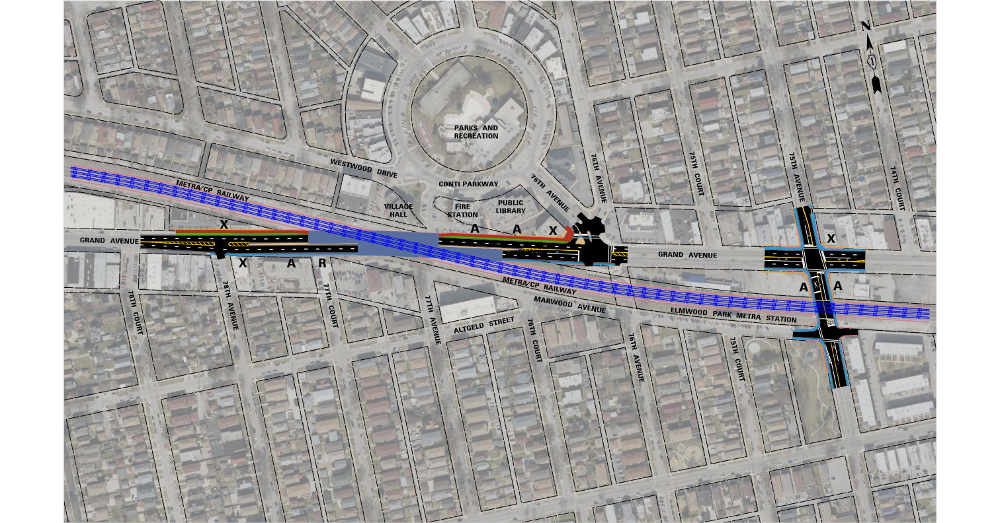 N
1
PARKS AND
RECREATION
WESTWOOD DRIVE
76TH AVENUE
75TH COURT
75TH AVENUE
74TH COURT
CONTI PARKWAY
76TH AVENUE
METRA/CP RAILWAY
VILLAGE
HALL
FIRE
STATION
PUBLIC
LIBRARY
X
A
A
X
X
GRAND AVENUE
GRAND AVENUE
X
A
R
A
A
X
METRA/CP RAILWAY
MARWOOD AVENUE
ELMWOOD PARK METRA STATION
78TH COURT
78TH AVENUE
77TH COURT
77TH AVENUE
ALTGELD STREET
76TH COURT
76TH AVENUE
75TH COURT